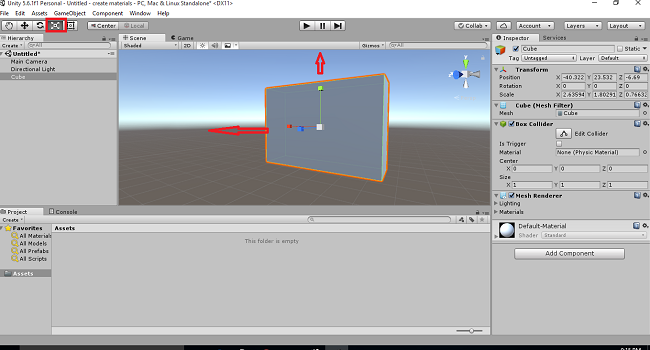 Unity 5.6.1f1 Personal - Untitled - create materials - PC, Mac & Linux Standalone* <DX11>
File Edit Assets GameObject Component Window Help
Center Local Collab Account Layers Layout
Hierarchy
Create All
Untitled*
Main Camera
Directional Light
Cube
Scene Game
Shaded 2D Gizmos All
Inspector Services
Cube Static
Tag Untagged Layer Default
Transform
Position X -40.322 Y 23.532 Z -6.69
Rotation X 0 Y 0 Z 0
Scale X 2.63594 Y 1.80291 Z 0.76632
Cube (Mesh Filter)
Mesh Cube
Box Collider
Edit Collider
Is Trigger
Material None (Physic Material)
Center
X 0 Y 0 Z 0
Size
X 1 Y 1 Z 1
Mesh Renderer
Lighting
Materials
Default-Material
Shader Standard
Add Component
Project Console
Create
Favorites
All Materials
All Models
All Prefabs
All Scripts
Assets
Assets
This folder is empty